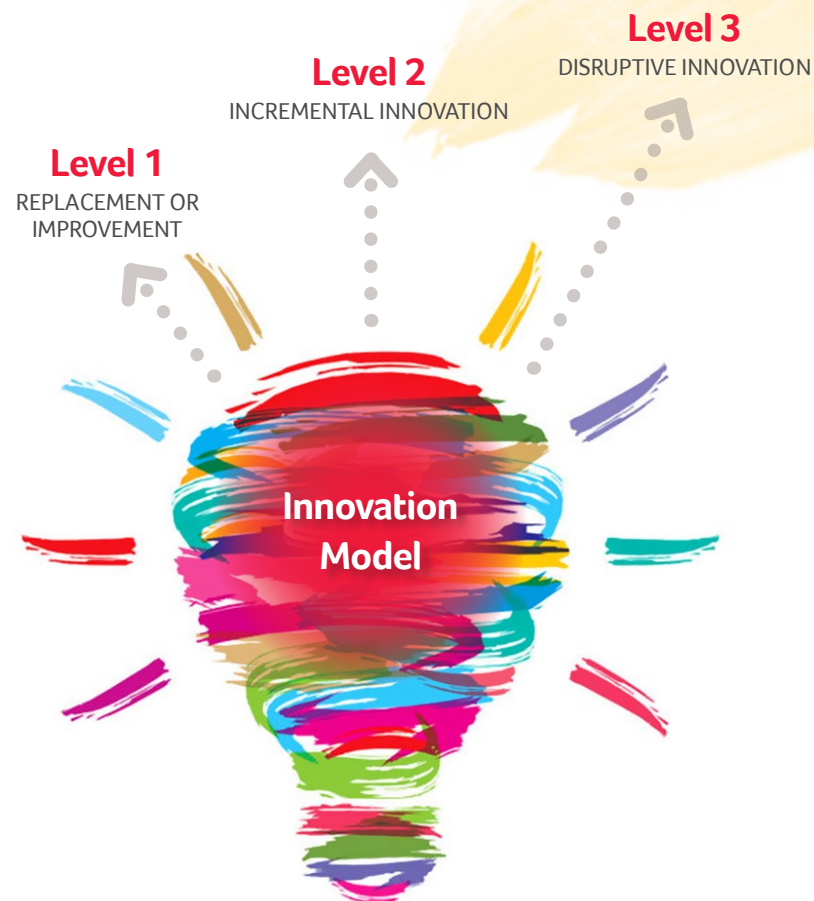 Level 1
REPLACEMENT OR
IMPROVEMENT
Level 2
INCREMENTAL INNOVATION
Level 3
DISRUPTIVE INNOVATION
Innovation
Model